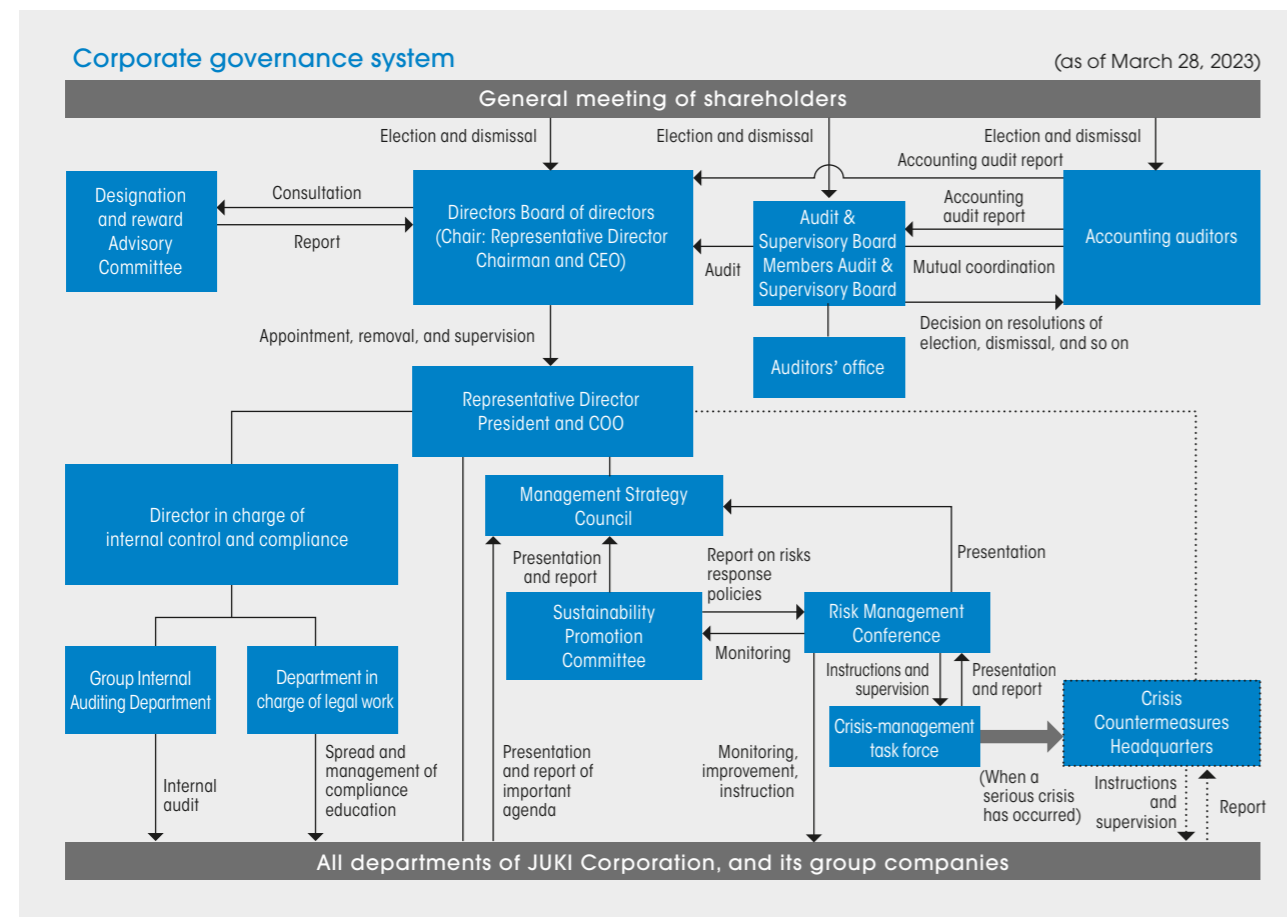 Corporate governance system
(as of March 28, 2023)
General meeting of shareholders
Election and dismissal
Election and dismissal
Election and dismissal
Accounting audit report
Designation
and reward
Advisory
Committee
Consultation
Report
Directors Board of directors
(Chair: Representative Director
Chairman and CEO)
Audit
Audit &
Supervisory Board
Members Audit &
Supervisory Board
Accounting
audit report
Mutual coordination
Accounting auditors
Decision on resolutions of
election, dismissal, and so on
Auditors’ office
Appointment, removal, and supervision
Representative Director
President and COO
Director in charge of
internal control and compliance
Management Strategy
Council
Presentation
and report
Report on risks
response
policies
Presentation
Sustainability
Promotion
Committee
Monitoring
Risk Management
Conference
Group Internal
Auditing Department
Department in
charge of legal work
Instructions and
supervision
Presentation
and report
Crisis-management
task force
Crisis
Countermeasures
Headquarters
Internal
audit
Spread and
management of
compliance
education
Presentation
and report of
important
agenda
Monitoring,
improvement,
instruction
(When a
serious crisis
has occurred)
Instructions
and
supervision
Report
All departments of JUKI Corporation, and its group companies